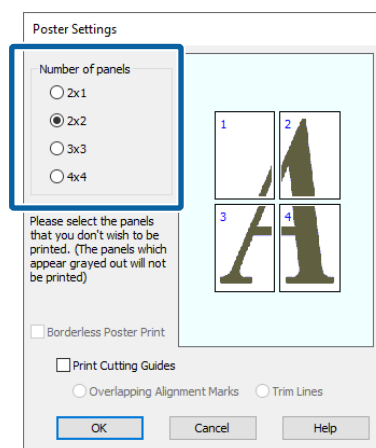 Poster Settings
Number of panels
2x1
2x2
3x3
4x4
1
2
3
4
A
Please select the panels
that you don't wish to be
printed. (The panels which
appear grayed out will not
be printed)
Borderless Poster Print
Print Cutting Guides
Overlapping Alignment Marks
Trim Lines
OK
Cancel
Help